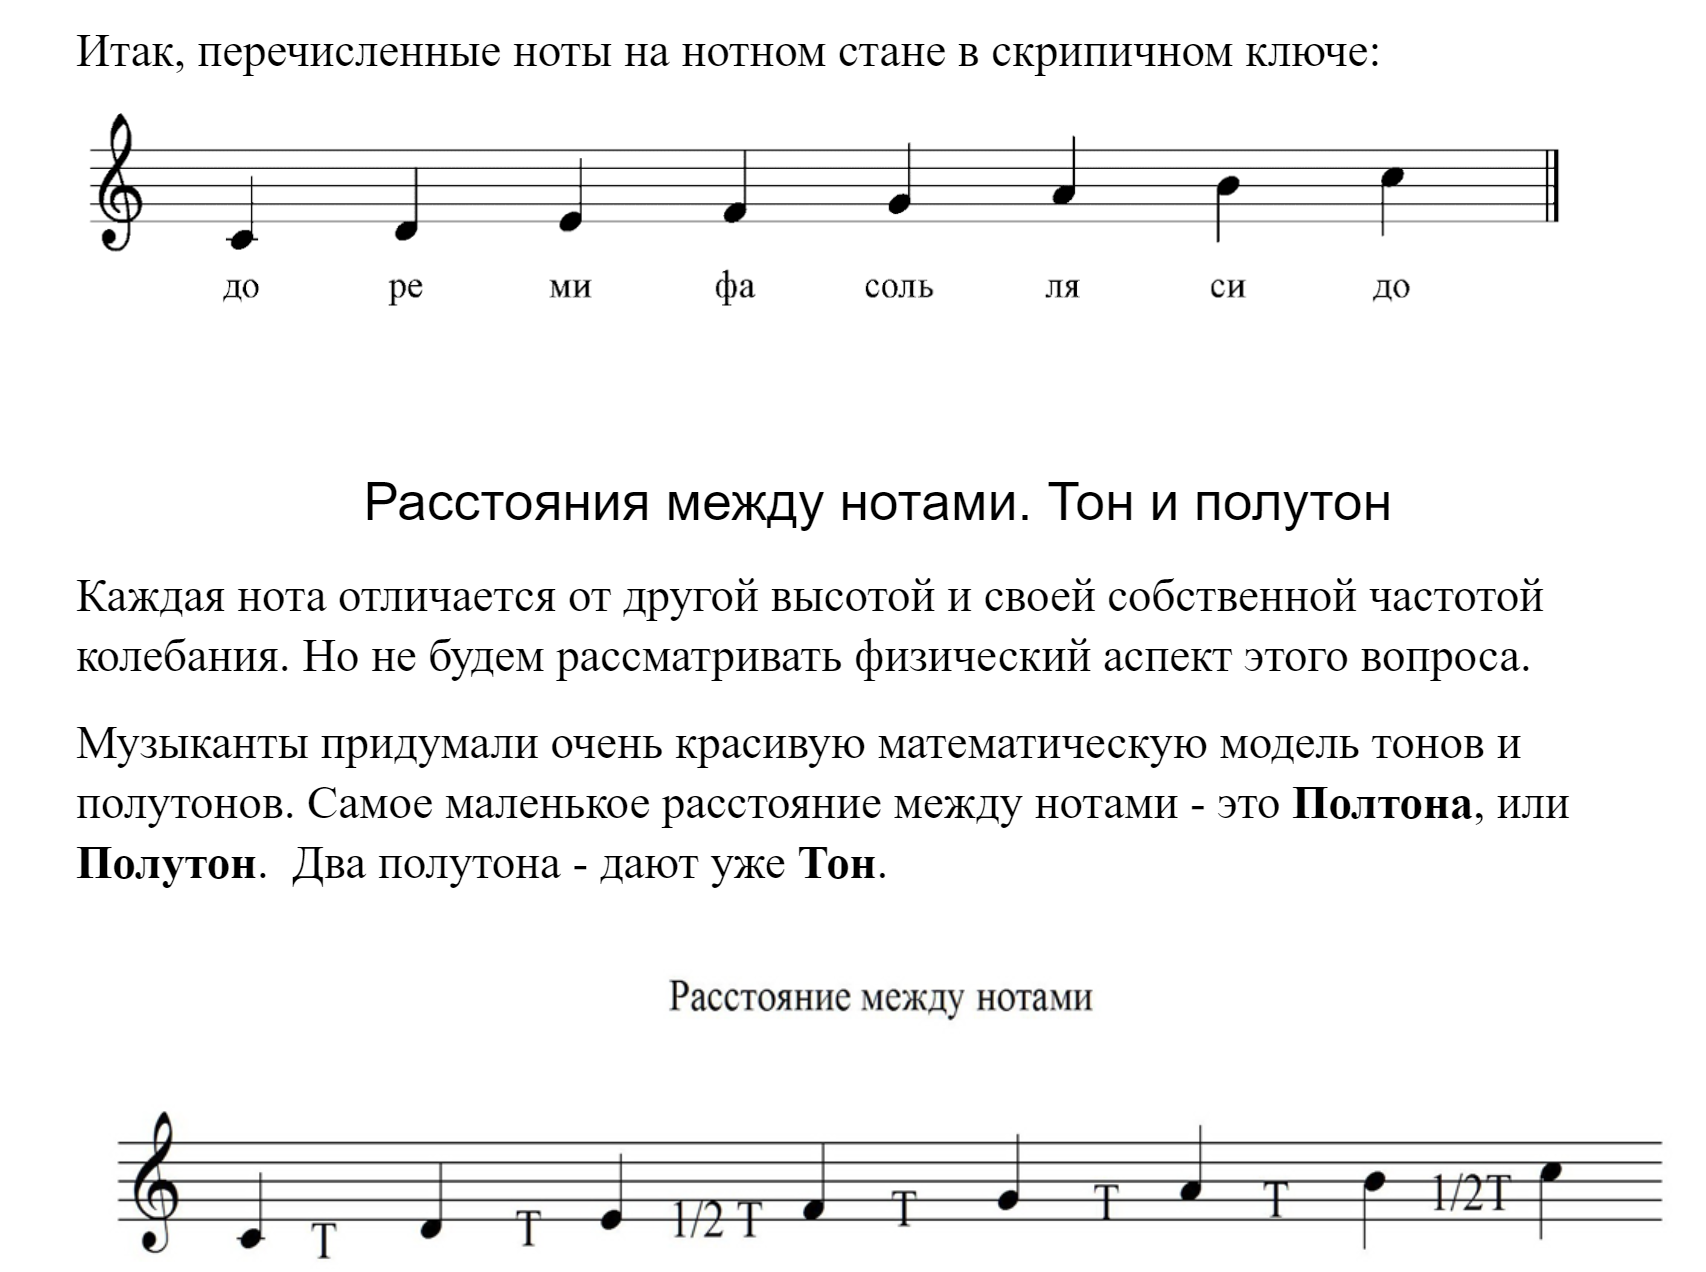 Итак, перечисленные ноты на нотном стане в скрипичном ключе:
до ре ми фа соль ля си до
Расстояния между нотами. Тон и полутон
Каждая нота отличается от другой высотой и своей собственной частотой
колебания. Но не будем рассматривать физический аспект этого вопроса.
Музыканты придумали очень красивую математическую модель тонов и
полутонов. Самое маленькое расстояние между нотами - это Полтона, или
Полутон.  Два полутона - дают уже Тон.
Расстояние между нотами
Т Т 1/2 Т Т Т Т 1/2Т